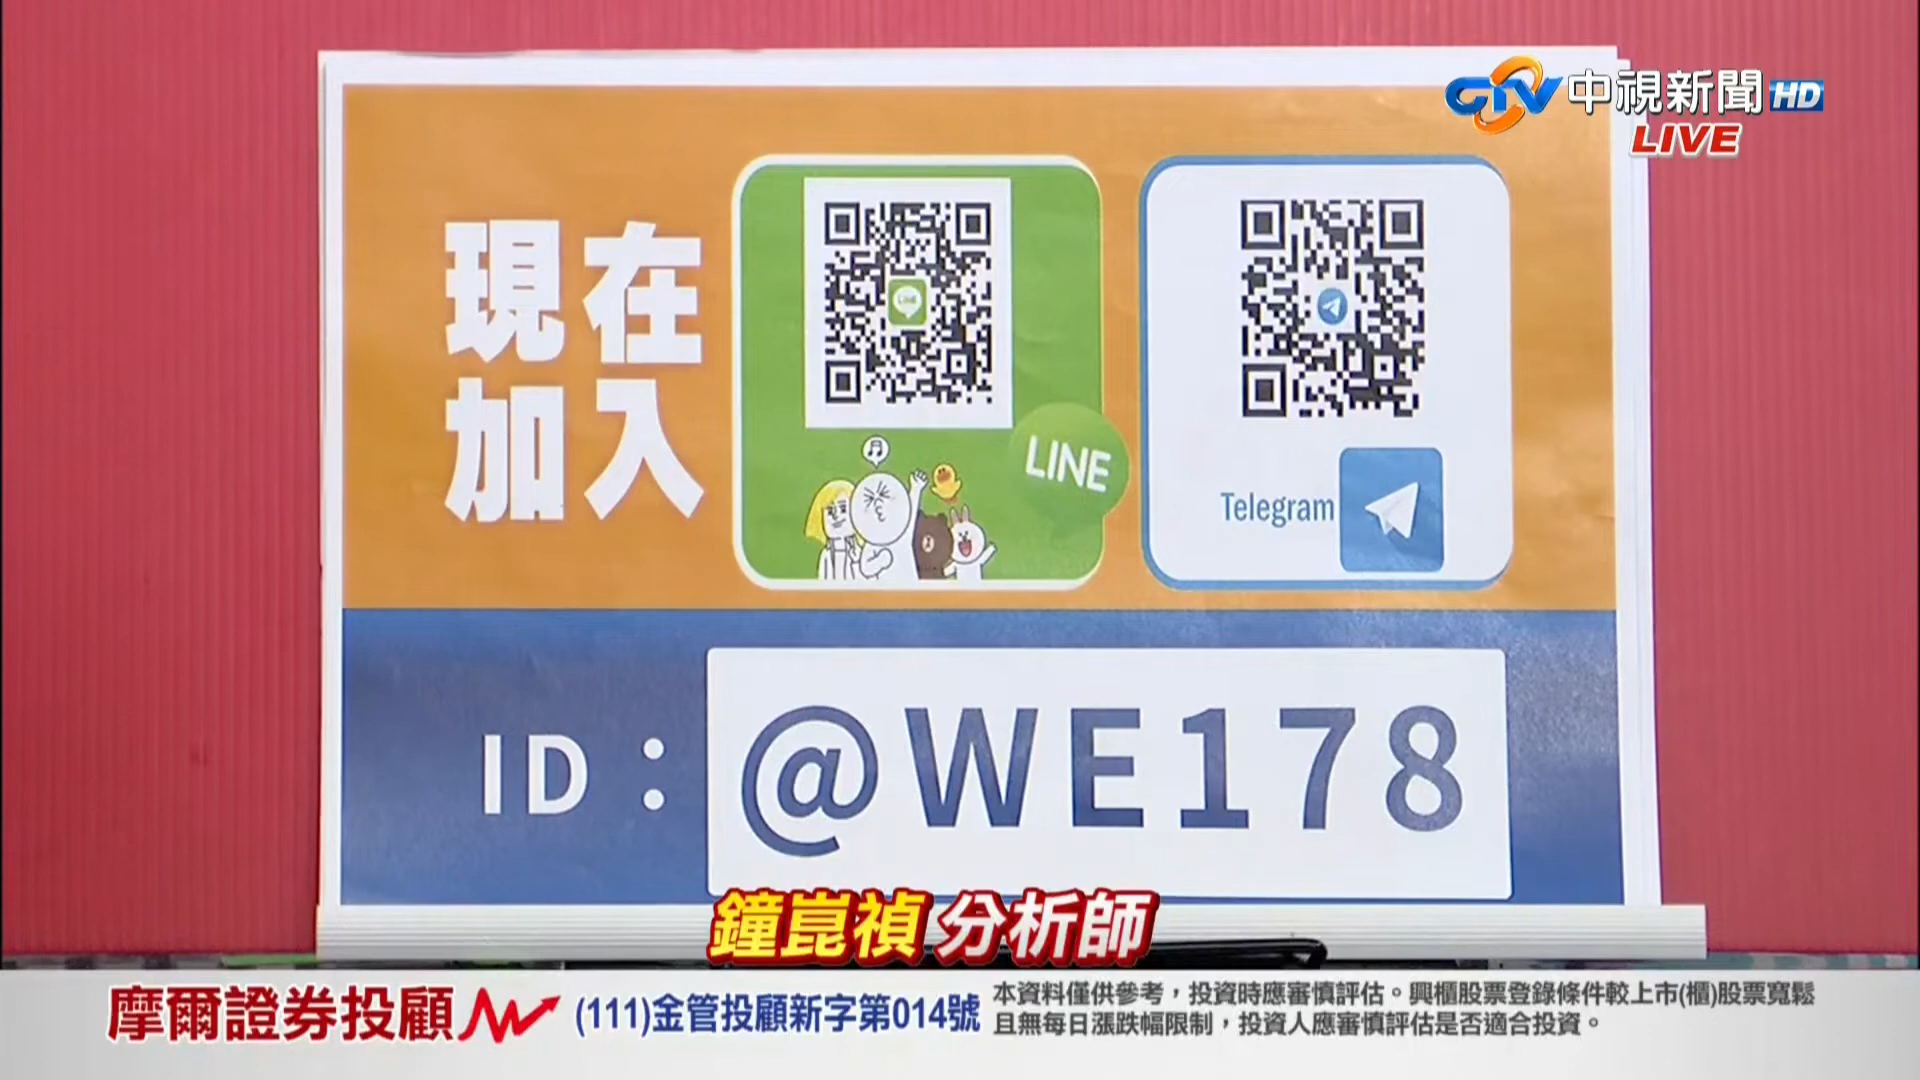 CTV 中視新聞 HD
LIVE
現在
加入
LINE
LINE
Telegram
ID：@WE178
鐘崑禎 分析師
摩爾證券投顧 (111)金管投顧新字第014號
本資料僅供參考，投資時應審慎評估。興櫃股票登錄條件較上市(櫃)股票寬鬆
且無每日漲跌幅限制，投資人應審慎評估是否適合投資。